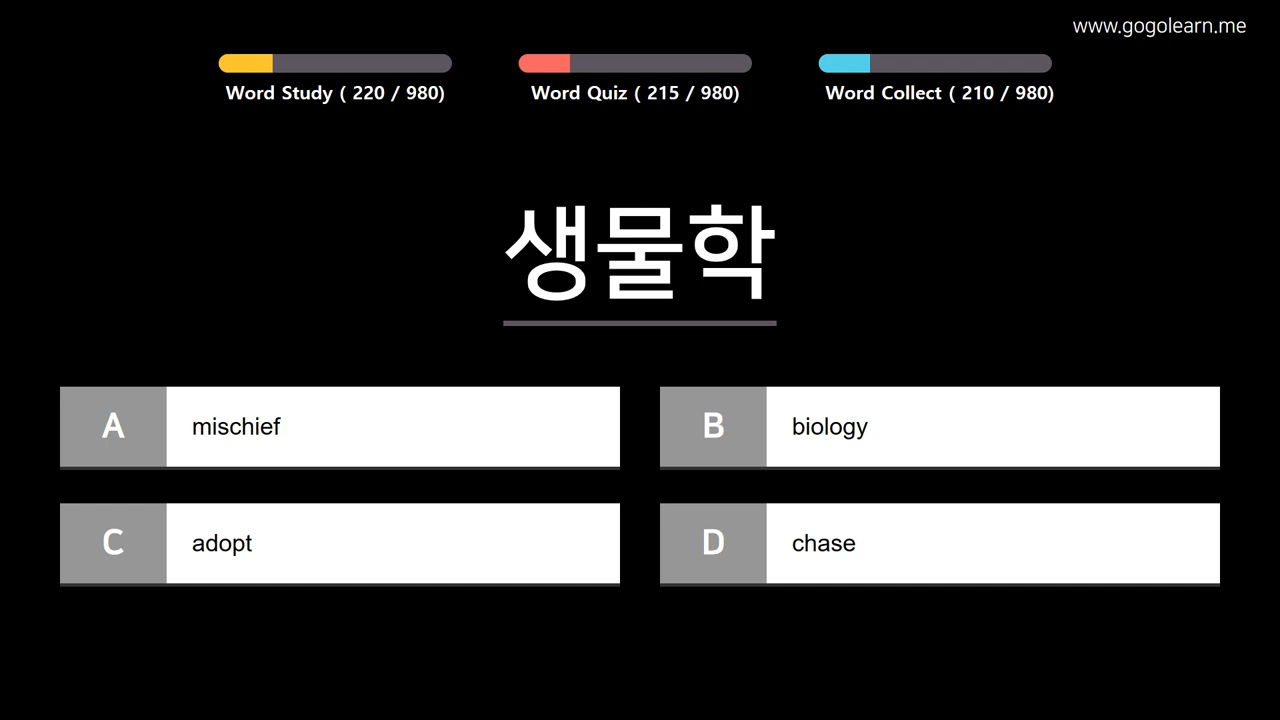 www.gogolearn.me
Word Study ( 220 / 980)
Word Quiz ( 215 / 980)
Word Collect ( 210 / 980)
생물학
A mischief
B biology
C adopt
D chase